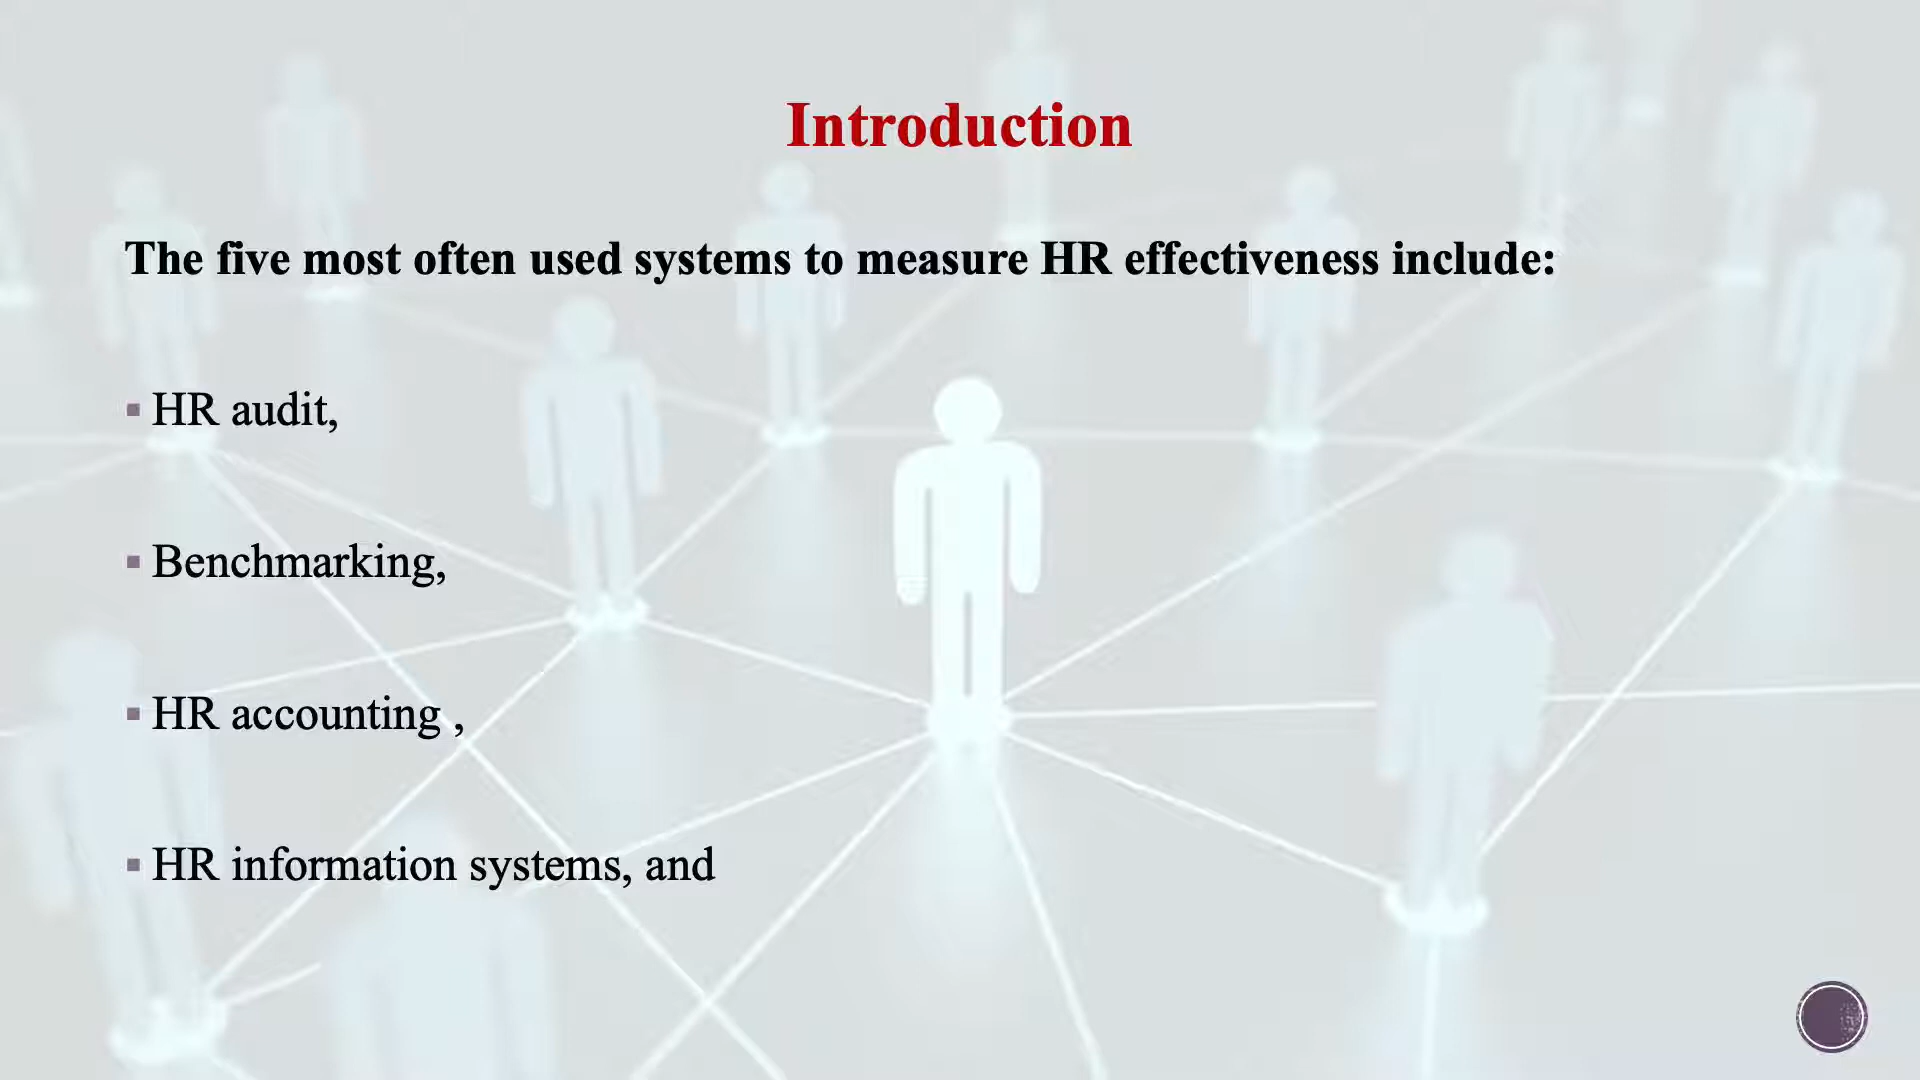 Introduction
The five most often used systems to measure HR effectiveness include:
▪ HR audit,
▪ Benchmarking,
▪ HR accounting ,
▪ HR information systems, and